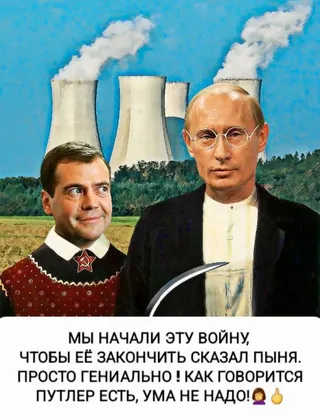 МЫ НАЧАЛИ ЭТУ ВОЙНУ,
ЧТОБЫ ЕЁ ЗАКОНЧИТЬ СКАЗАЛ ПЫНЯ.
ПРОСТО ГЕНИАЛЬНО ! КАК ГОВОРИТСЯ
ПУТЛЕР ЕСТЬ, УМА НЕ НАДО!🤦🖕